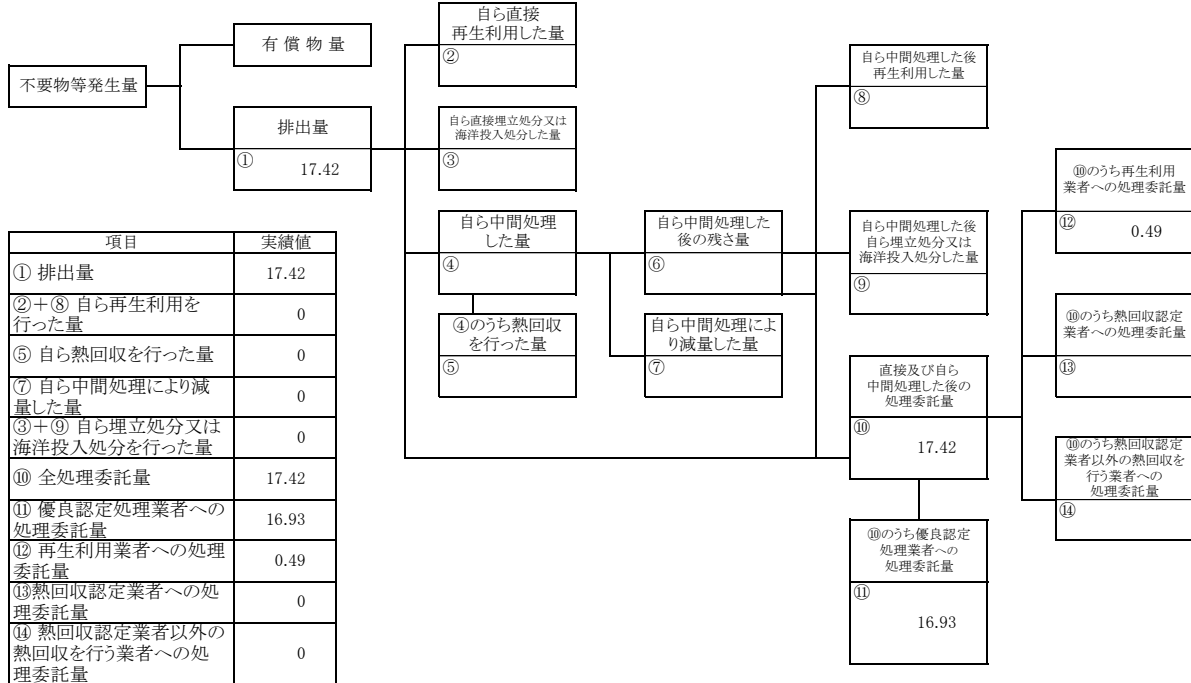 不要物等発生量
有償物量
排出量
① 17.42
自ら直接
再生利用した量
②
自ら直接埋立処分又は
海洋投入処分した量
③
自ら中間処理
した量
④
④のうち熱回収
を行った量
⑤
自ら中間処理した
後の残さ量
⑥
自ら中間処理によ
り減量した量
⑦
自ら中間処理した後
再生利用した量
⑧
自ら中間処理した後
自ら埋立処分又は
海洋投入処分した量
⑨
直接及び自ら
中間処理した後の
処理委託量
⑩
17.42
⑩のうち優良認定
処理業者への
処理委託量
⑪
16.93
⑩のうち再生利用
業者への処理委託量
⑫ 0.49
⑩のうち熱回収認定
業者への処理委託量
⑬
⑩のうち熱回収認定
業者以外の熱回収を
行う業者への
処理委託量
⑭
項目 実績値
① 排出量 17.42
②+⑧ 自ら再生利用を
行った量 0
⑤ 自ら熱回収を行った量 0
⑦ 自ら中間処理により減
量した量 0
③+⑨ 自ら埋立処分又は
海洋投入処分を行った量 0
⑩ 全処理委託量 17.42
⑪ 優良認定処理業者への
処理委託量 16.93
⑫ 再生利用業者への処理
委託量 0.49
⑬熱回収認定業者への処
理委託量 0
⑭ 熱回収認定業者以外の
熱回収を行う業者への処
理委託量 0